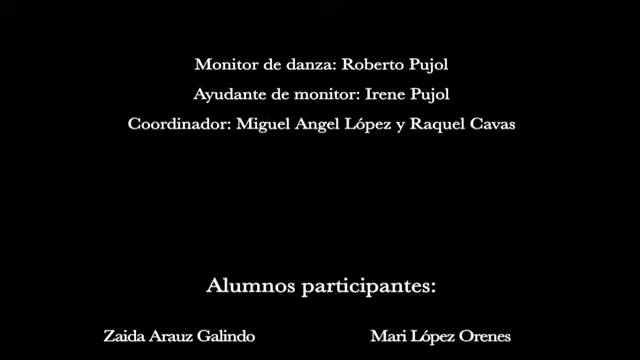 Monitor de danza: Roberto Pujol
Ayudante de monitor: Irene Pujol
Coordinador: Miguel Angel López y Raquel Cavas
Alumnos participantes:
Zaida Arauz Galindo Mari López Orenes